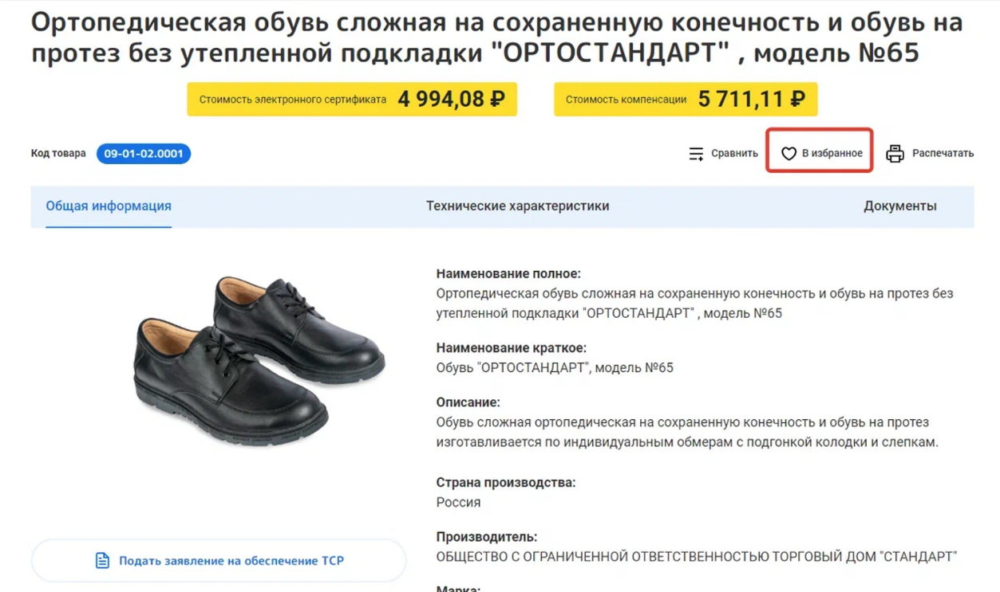 Ортопедическая обувь сложная на сохраненную конечность и обувь на
протез без утепленной подкладки "ОРТОСТАНДАРТ" , модель №65
Стоимость электронного сертификата 4 994,08 ₽
Стоимость компенсации 5 711,11 ₽
Код товара 09-01-02.0001
Сравнить В избранное Распечатать
Общая информация Технические характеристики Документы
Наименование полное:
Ортопедическая обувь сложная на сохраненную конечность и обувь на протез без
утепленной подкладки "ОРТОСТАНДАРТ" , модель №65
Наименование краткое:
Обувь "ОРТОСТАНДАРТ", модель №65
Описание:
Обувь сложная ортопедическая на сохраненную конечность и обувь на протез
изготавливается по индивидуальным обмерам с подгонкой колодки и слепкам.
Страна производства:
Россия
Производитель:
ОБЩЕСТВО С ОГРАНИЧЕННОЙ ОТВЕТСТВЕННОСТЬЮ ТОРГОВЫЙ ДОМ "СТАНДАРТ"
Подать заявление на обеспечение ТСР
Марка: